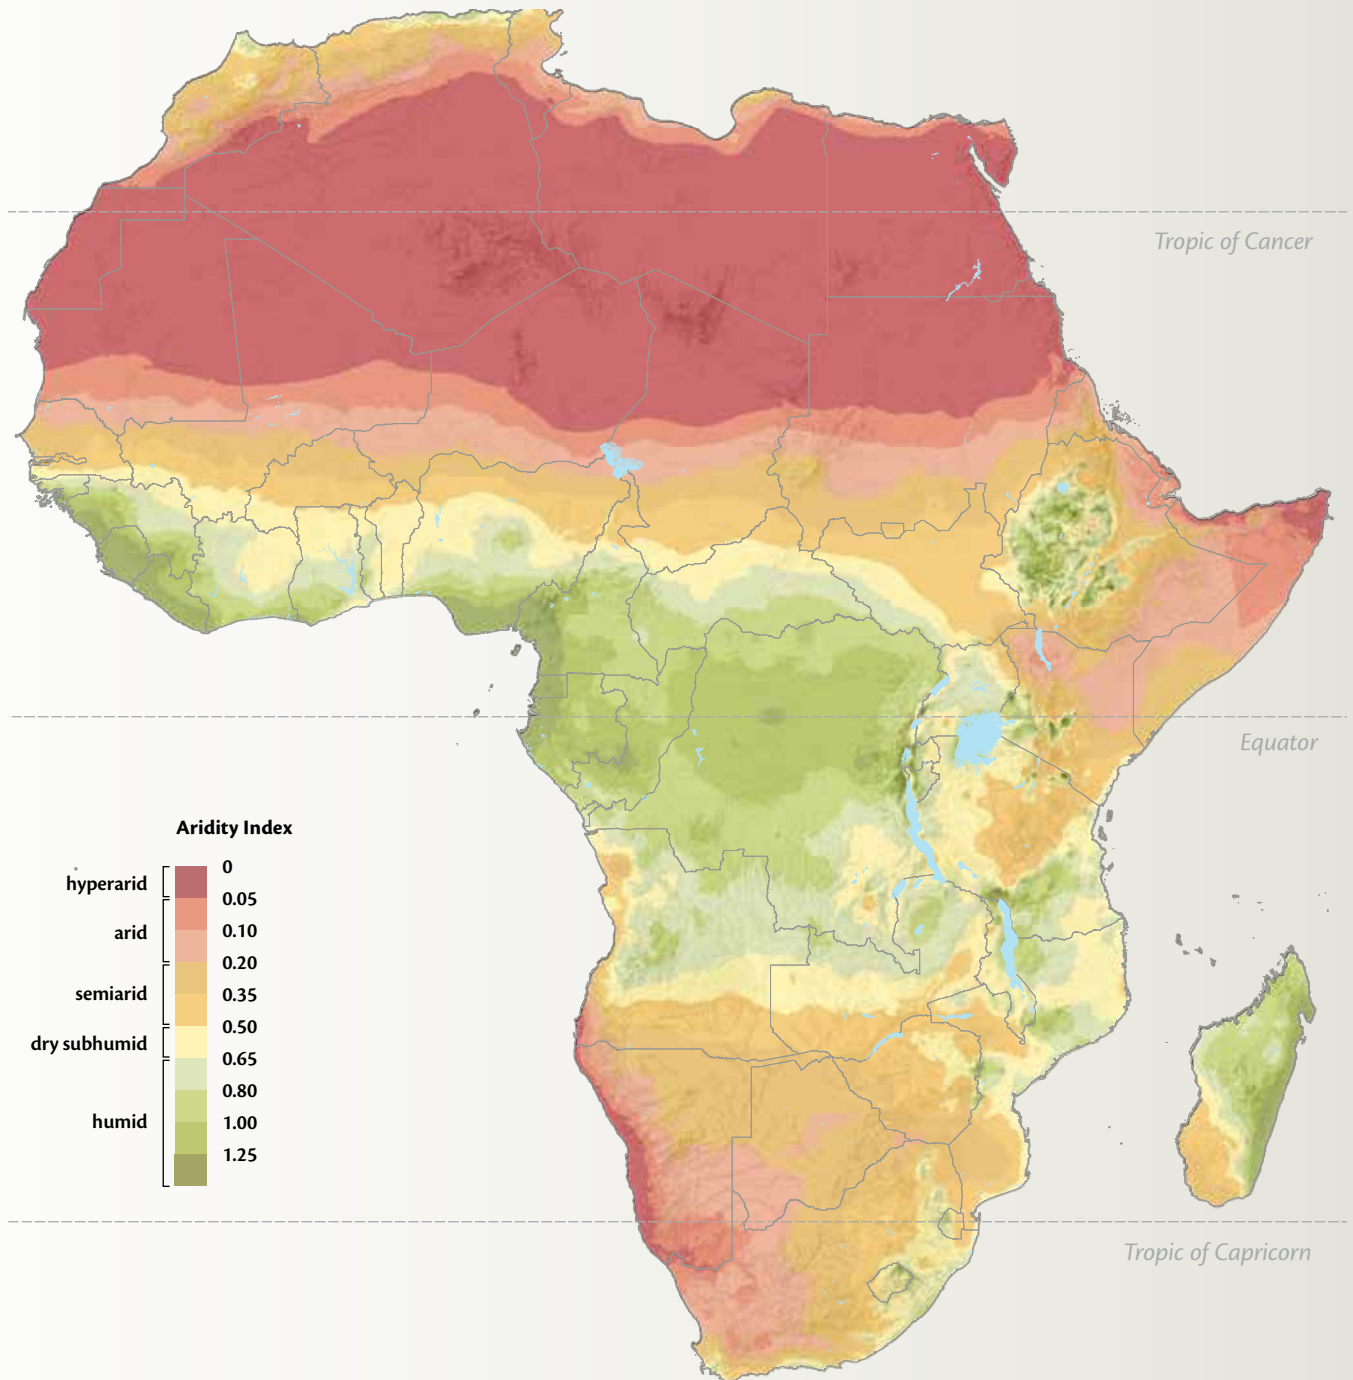 Tropic of Cancer
Equator
Aridity Index
0
hyperarid
0.05
0.10
arid
0.20
semiarid
0.35
0.50
dry subhumid
0.65
0.80
humid
1.00
1.25
Tropic of Capricorn